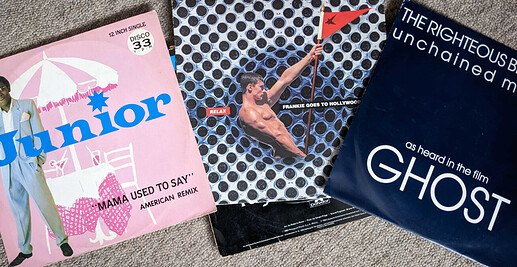 12 INCH SINGLE
DISCO
33
Junior
"MAMA USED TO SAY"
AMERICAN REMIX
RELAX
FRANKIE GOES TO HOLLYWOO
THE RIGHTEOUS B
unchained m
as heard in the film
GHOST